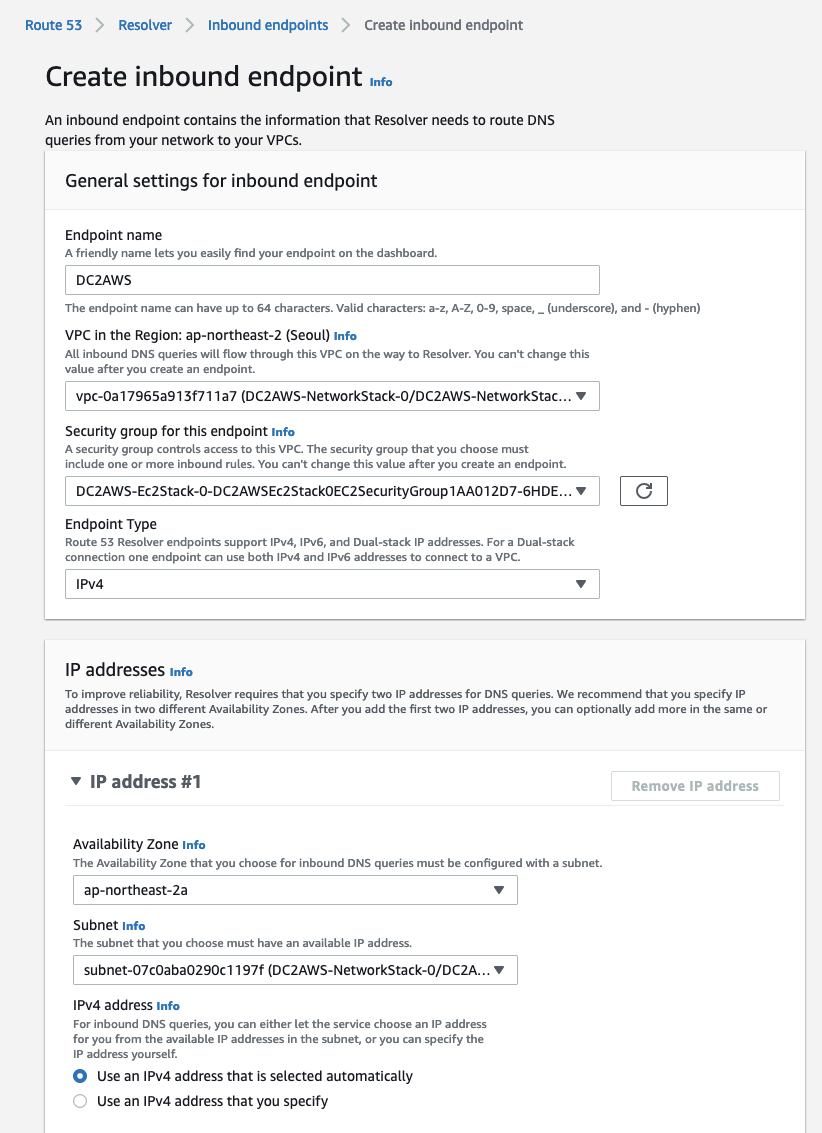 Route 53 > Resolver > Inbound endpoints > Create inbound endpoint
Create inbound endpoint Info
An inbound endpoint contains the information that Resolver needs to route DNS
queries from your network to your VPCs.
General settings for inbound endpoint
Endpoint name
A friendly name lets you easily find your endpoint on the dashboard.
DC2AWS
The endpoint name can have up to 64 characters. Valid characters: a-z, A-Z, 0-9, space, _ (underscore), and - (hyphen)
VPC in the Region: ap-northeast-2 (Seoul) Info
All inbound DNS queries will flow through this VPC on the way to Resolver. You can't change this
value after you create an endpoint.
vpc-0a17965a913f711a7 (DC2AWS-NetworkStack-0/DC2AWS-NetworkStac...
Security group for this endpoint Info
A security group controls access to this VPC. The security group that you choose must
include one or more inbound rules. You can't change this value after you create an endpoint.
DC2AWS-Ec2Stack-0-DC2AWSEc2Stack0EC2SecurityGroup1AA012D7-6HDE...
Endpoint Type
Route 53 Resolver endpoints support IPv4, IPv6, and Dual-stack IP addresses. For a Dual-stack
connection one endpoint can use both IPv4 and IPv6 addresses to connect to a VPC.
IPv4
IP addresses Info
To improve reliability, Resolver requires that you specify two IP addresses for DNS queries. We recommend that you specify IP
addresses in two different Availability Zones. After you add the first two IP addresses, you can optionally add more in the same or
different Availability Zones.
IP address #1
Remove IP address
Availability Zone Info
The Availability Zone that you choose for inbound DNS queries must be configured with a subnet.
ap-northeast-2a
Subnet Info
The subnet that you choose must have an available IP address.
subnet-07c0aba0290c1197f (DC2AWS-NetworkStack-0/DC2A...
IPv4 address Info
For inbound DNS queries, you can either let the service choose an IP address
for you from the available IP addresses in the subnet, or you can specify the
IP address yourself.
Use an IPv4 address that is selected automatically
Use an IPv4 address that you specify